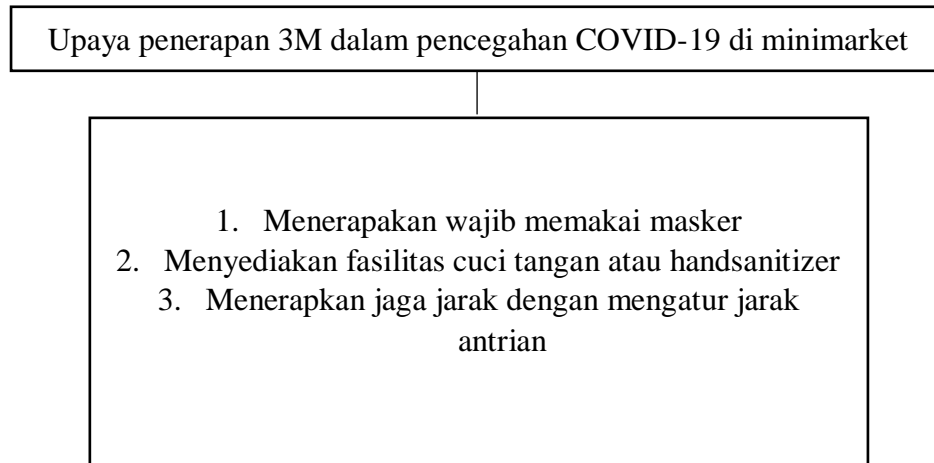 Upaya penerapan 3M dalam pencegahan COVID-19 di minimarket
1. Menerapakan wajib memakai masker
2. Menyediakan fasilitas cuci tangan atau handsanitizer
3. Menerapkan jaga jarak dengan mengatur jarak
antrian